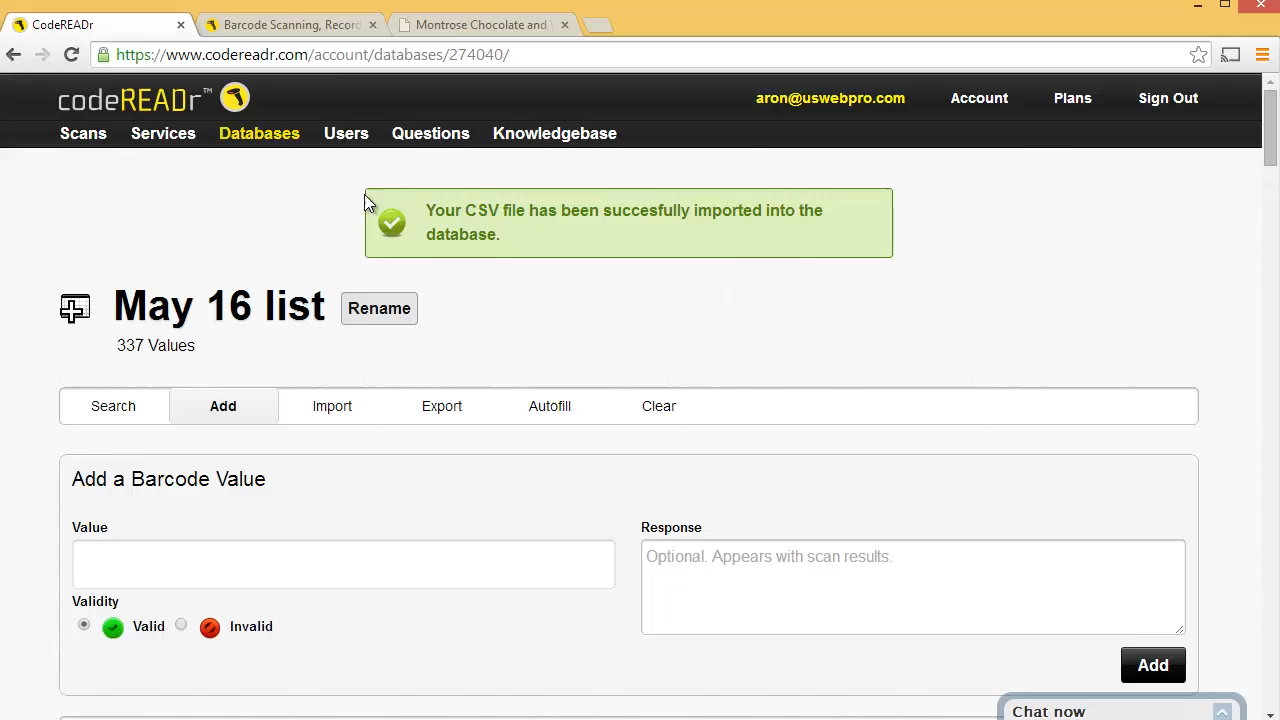 CodeREADr
Barcode Scanning, Record
Montrose Chocolate and
https://www.codereadr.com/account/databases/274040/
codeREADr™
aron@uswebpro.com Account Plans Sign Out
Scans Services Databases Users Questions Knowledgebase
Your CSV file has been succesfully imported into the
database.
May 16 list Rename
337 Values
Search Add Import Export Autofill Clear
Add a Barcode Value
Value Response
Optional. Appears with scan results.
Validity
Valid Invalid
Add
Chat now